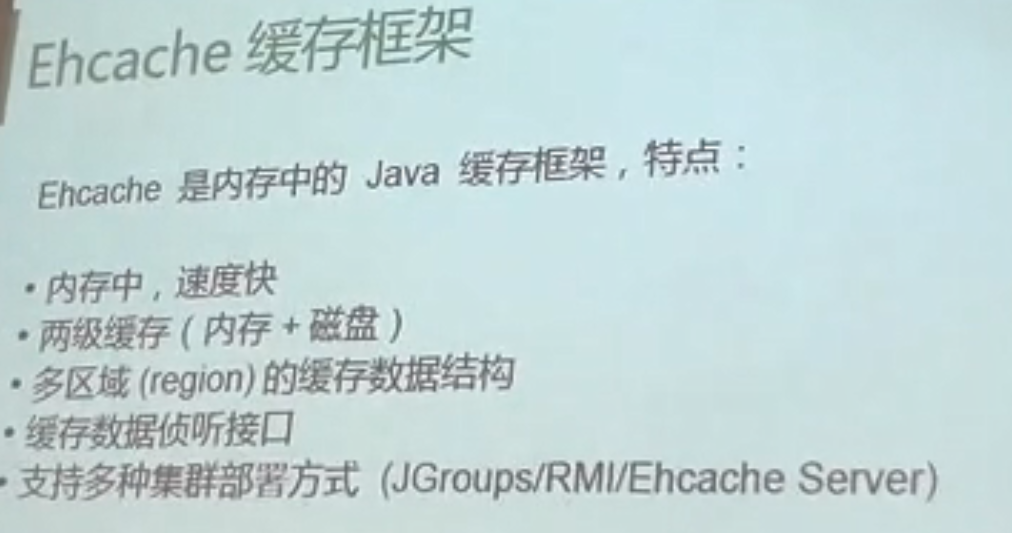 Ehcache 缓存框架
Ehcache 是内存中的 Java 缓存框架，特点：
• 内存中，速度快
• 两级缓存（内存 + 磁盘）
• 多区域 (region) 的缓存数据结构
• 缓存数据侦听接口
• 支持多种集群部署方式 (JGroups/RMI/Ehcache Server)